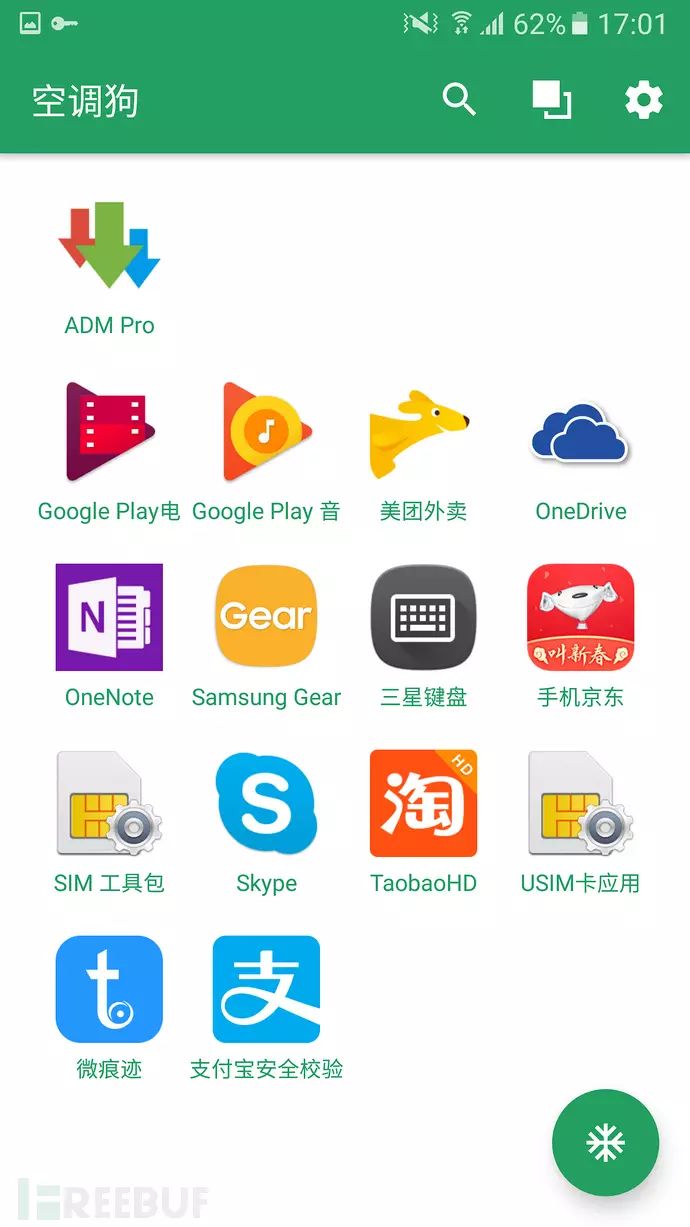 62% 17:01
空调狗
ADM Pro
Google Play电 Google Play 音 美团外卖 OneDrive
N Gear 叫新春
OneNote Samsung Gear 三星键盘 手机京东
S 淘 HD
SIM 工具包 Skype TaobaoHD USIM卡应用
t 支
微痕迹 支付宝安全校验
FREEBUF